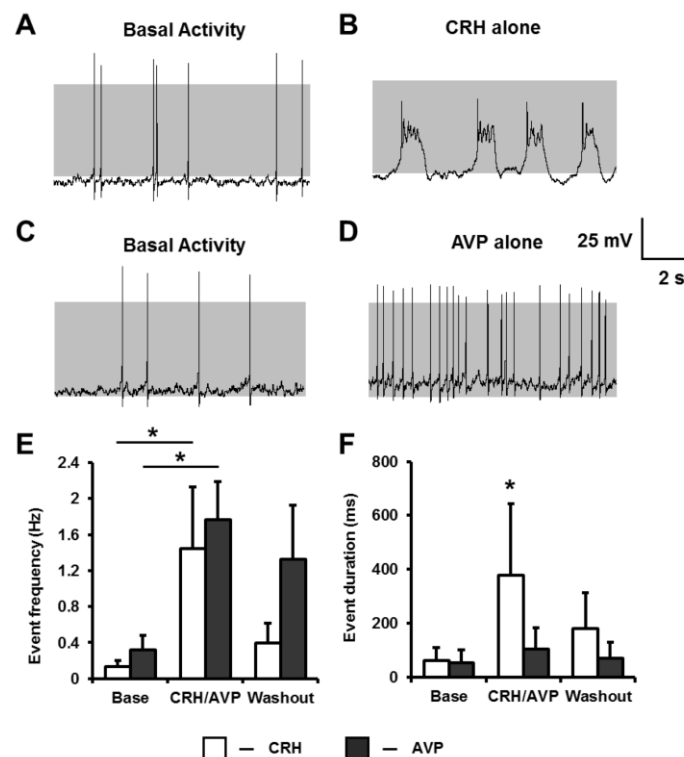 A
Basal Activity
B
CRH alone
C
Basal Activity
D
AVP alone
25 mV
2 s
E
*
*
2.4
2
1.6
1.2
0.8
0.4
0
Event frequency (Hz)
Base
CRH/AVP
Washout
F
*
800
600
400
200
0
Event duration (ms)
Base
CRH/AVP
Washout
– CRH
– AVP